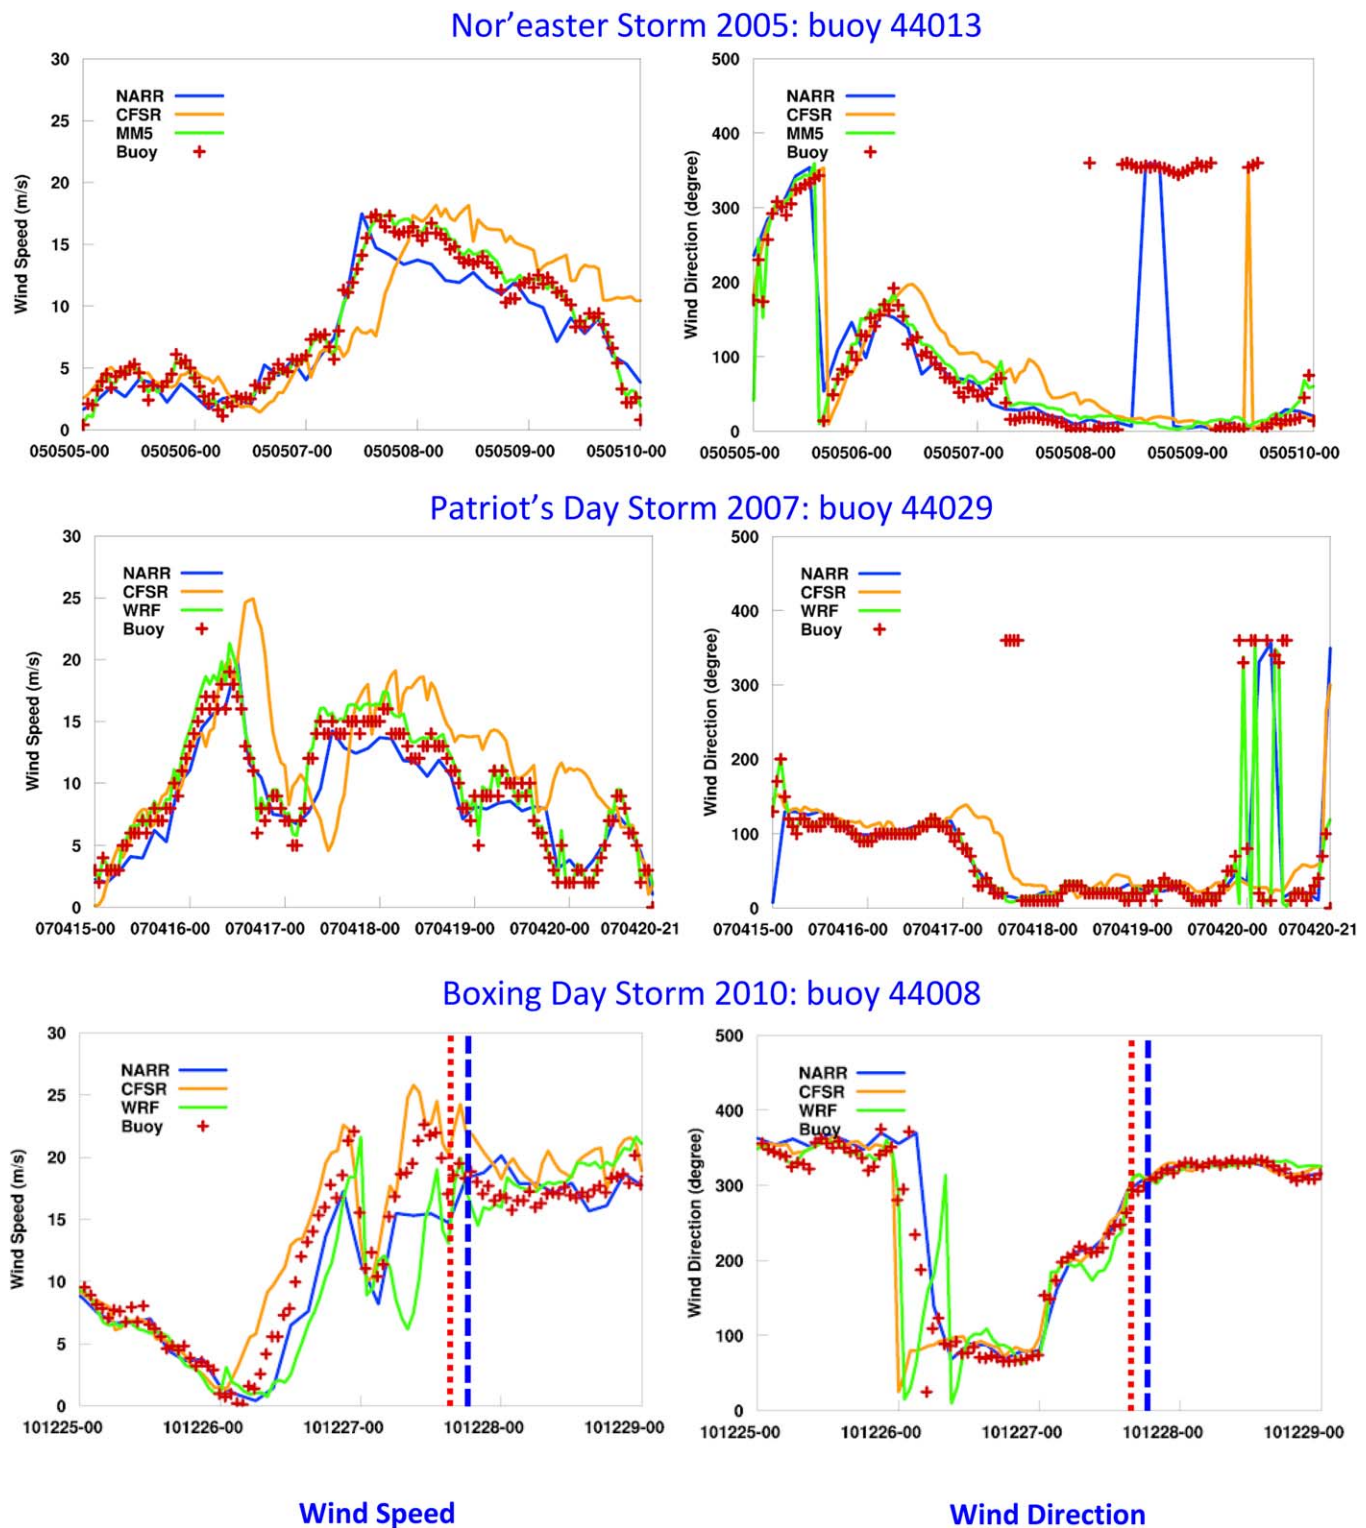 Nor’easter Storm 2005: buoy 44013
30
25
20
15
10
5
0
Wind Speed (m/s)
NARR
CFSR
MM5
Buoy
050505-00 050506-00 050507-00 050508-00 050509-00 050510-00
500
400
300
200
100
0
Wind Direction (degree)
NARR
CFSR
MM5
Buoy
050505-00 050506-00 050507-00 050508-00 050509-00 050510-00
Patriot’s Day Storm 2007: buoy 44029
30
25
20
15
10
5
0
Wind Speed (m/s)
NARR
CFSR
WRF
Buoy
070415-00 070416-00 070417-00 070418-00 070419-00 070420-00 070420-21
500
400
300
200
100
0
Wind Direction (degree)
NARR
CFSR
WRF
Buoy
070415-00 070416-00 070417-00 070418-00 070419-00 070420-00 070420-21
Boxing Day Storm 2010: buoy 44008
30
25
20
15
10
5
0
Wind Speed (m/s)
NARR
CFSR
WRF
Buoy
101225-00 101226-00 101227-00 101228-00 101229-00
500
400
300
200
100
0
Wind Direction (degree)
NARR
CFSR
WRF
Buoy
101225-00 101226-00 101227-00 101228-00 101229-00
Wind Speed
Wind Direction